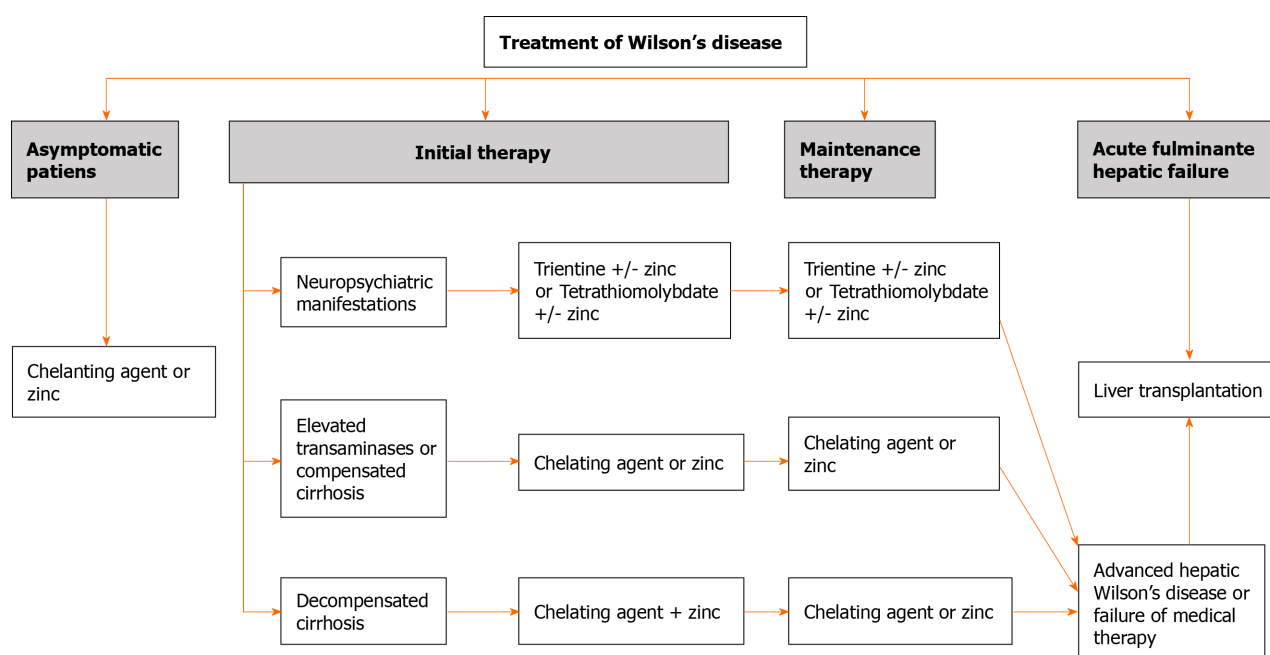 Treatment of Wilson’s disease
Asymptomatic
patiens
Initial therapy
Maintenance
therapy
Acute fulminante
hepatic failure
Neuropsychiatric
manifestations
Trientine +/- zinc
or Tetrathiomolybdate
+/- zinc
Trientine +/- zinc
or Tetrathiomolybdate
+/- zinc
Chelanting agent or
zinc
Liver transplantation
Elevated
transaminases or
compensated
cirrhosis
Chelating agent or zinc
Chelating agent or
zinc
Decompensated
cirrhosis
Chelating agent + zinc
Chelating agent or zinc
Advanced hepatic
Wilson’s disease or
failure of medical
therapy